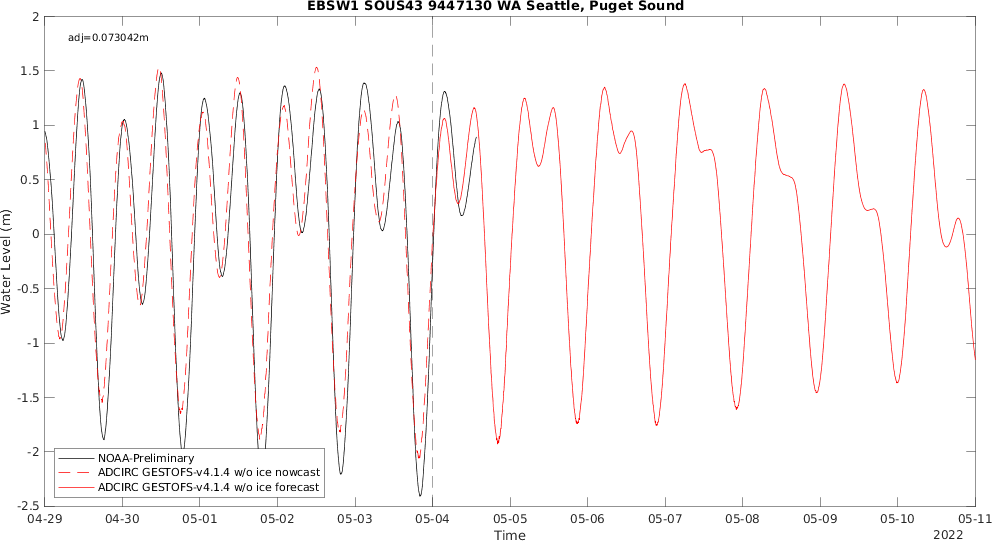 EBSW1 SOUS43 9447130 WA Seattle, Puget Sound
adj=0.073042m
Water Level (m)
2
1.5
1
0.5
0
-0.5
-1
-1.5
-2
-2.5
NOAA-Preliminary
ADCIRC GESTOFS-v4.1.4 w/o ice nowcast
ADCIRC GESTOFS-v4.1.4 w/o ice forecast
04-29 04-30 05-01 05-02 05-03 05-04 05-05 05-06 05-07 05-08 05-09 05-10 05-11
Time
2022